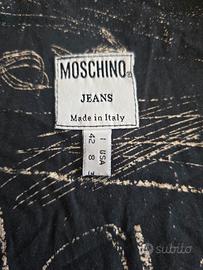 MOSCHINO®
JEANS
Made in Italy
I USA
42 8
subito